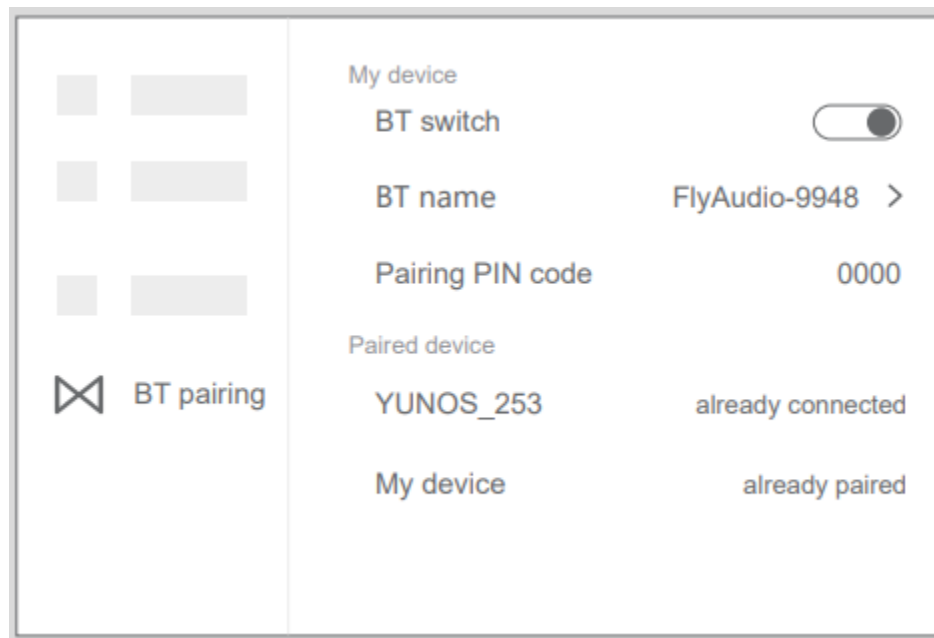 My device
BT switch
BT name FlyAudio-9948 >
Pairing PIN code 0000
Paired device
BT pairing
YUNOS_253 already connected
My device already paired